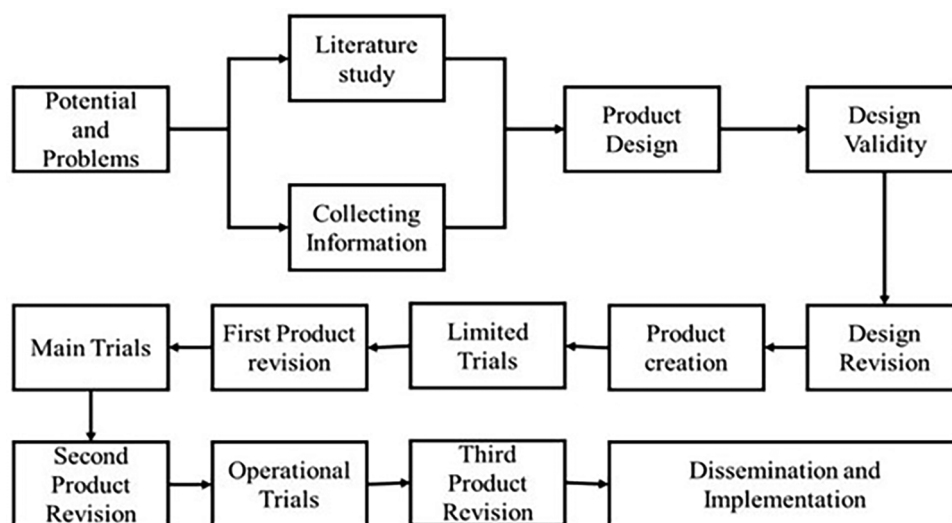 Potential
and
Problems
Literature
study
Collecting
Information
Product
Design
Design
Validity
Design
Revision
Product
creation
Limited
Trials
First Product
revision
Main Trials
Second
Product
Revision
Operational
Trials
Third
Product
Revision
Dissemination and
Implementation